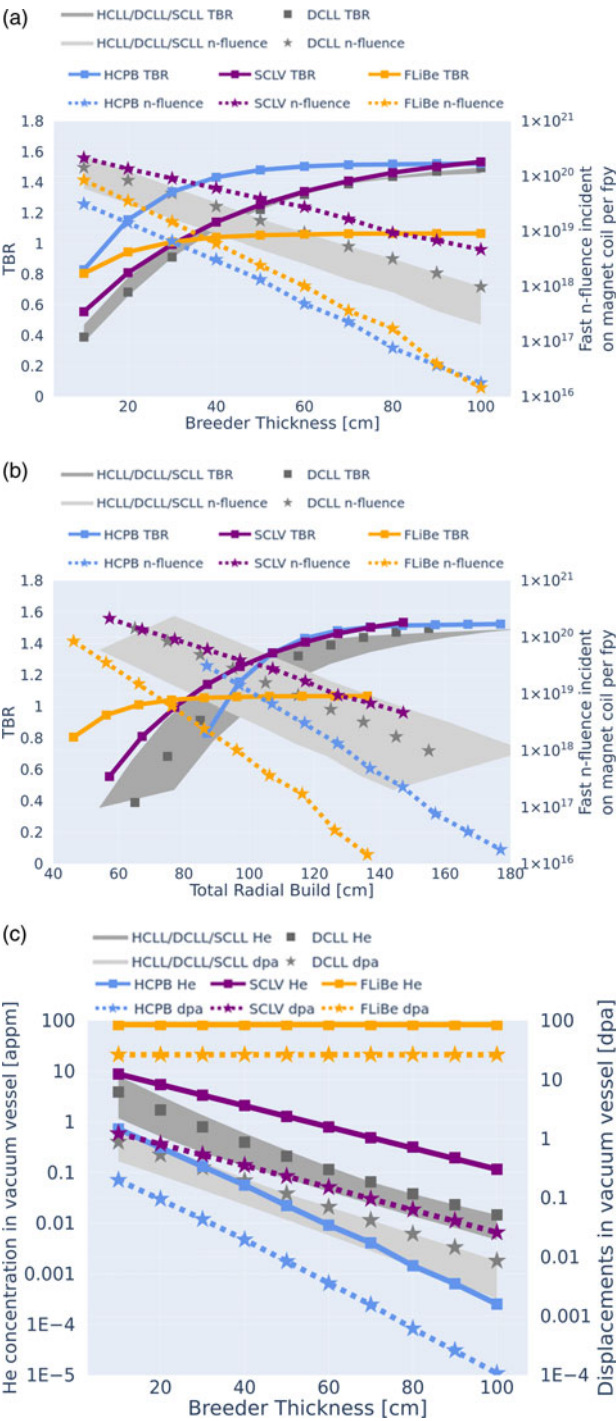 (a)
HCLL/DCLL/SCLL TBR DCLL TBR
HCLL/DCLL/SCLL n-fluence DCLL n-fluence
HCPB TBR SCLV TBR FLiBe TBR
HCPB n-fluence SCLV n-fluence FLiBe n-fluence
1.8 1×10²¹
1.6
1.4 1×10²⁰
1.2
1 1×10¹⁹
0.8 1×10¹⁸
0.6
0.4 1×10¹⁷
0.2
0 1×10¹⁶
TBR
Fast n-fluence incident
on magnet coil per fpy
20 40 60 80 100
Breeder Thickness [cm]
(b)
HCLL/DCLL/SCLL TBR DCLL TBR
HCLL/DCLL/SCLL n-fluence DCLL n-fluence
HCPB TBR SCLV TBR FLiBe TBR
HCPB n-fluence SCLV n-fluence FLiBe n-fluence
1.8 1×10²¹
1.6
1.4 1×10²⁰
1.2
1 1×10¹⁹
0.8 1×10¹⁸
0.6
0.4 1×10¹⁷
0.2
0 1×10¹⁶
TBR
Fast n-fluence incident
on magnet coil per fpy
40 60 80 100 120 140 160 180
Total Radial Build [cm]
(c)
HCLL/DCLL/SCLL He DCLL He
HCLL/DCLL/SCLL dpa DCLL dpa
HCPB He SCLV He FLiBe He
HCPB dpa SCLV dpa FLiBe dpa
100 100
10 10
1 1
0.1 0.1
0.01 0.01
0.001 0.001
1E−4
1E−5 1E−4
He concentration in vacuum vessel [appm]
Displacements in vacuum vessel [dpa]
20 40 60 80 100
Breeder Thickness [cm]